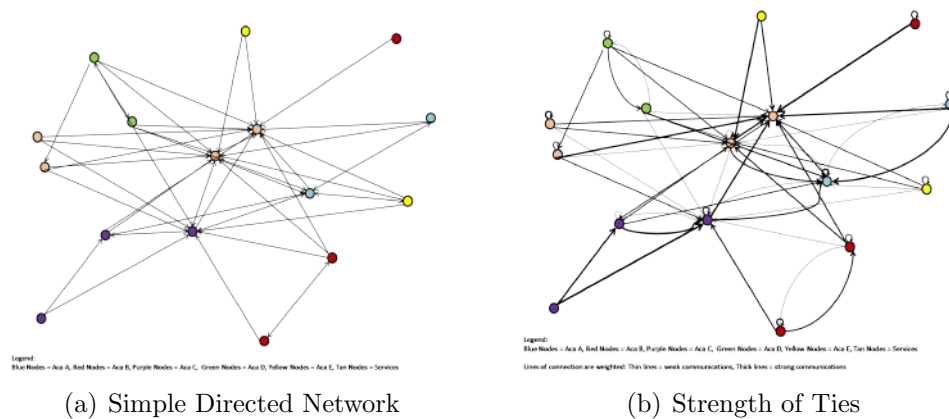 Legend:
Blue Nodes = Aca A, Red Nodes = Aca B, Purple Nodes = Aca C, Green Nodes = Aca D, Yellow Nodes = Aca E, Tan Nodes = Services
(a) Simple Directed Network
Legend:
Blue Nodes = Aca A, Red Nodes = Aca B, Purple Nodes = Aca C, Green Nodes = Aca D, Yellow Nodes = Aca E, Tan Nodes = Services
Lines of connection are weighted: Thin lines = weak communications, Thick lines = strong communications
(b) Strength of Ties